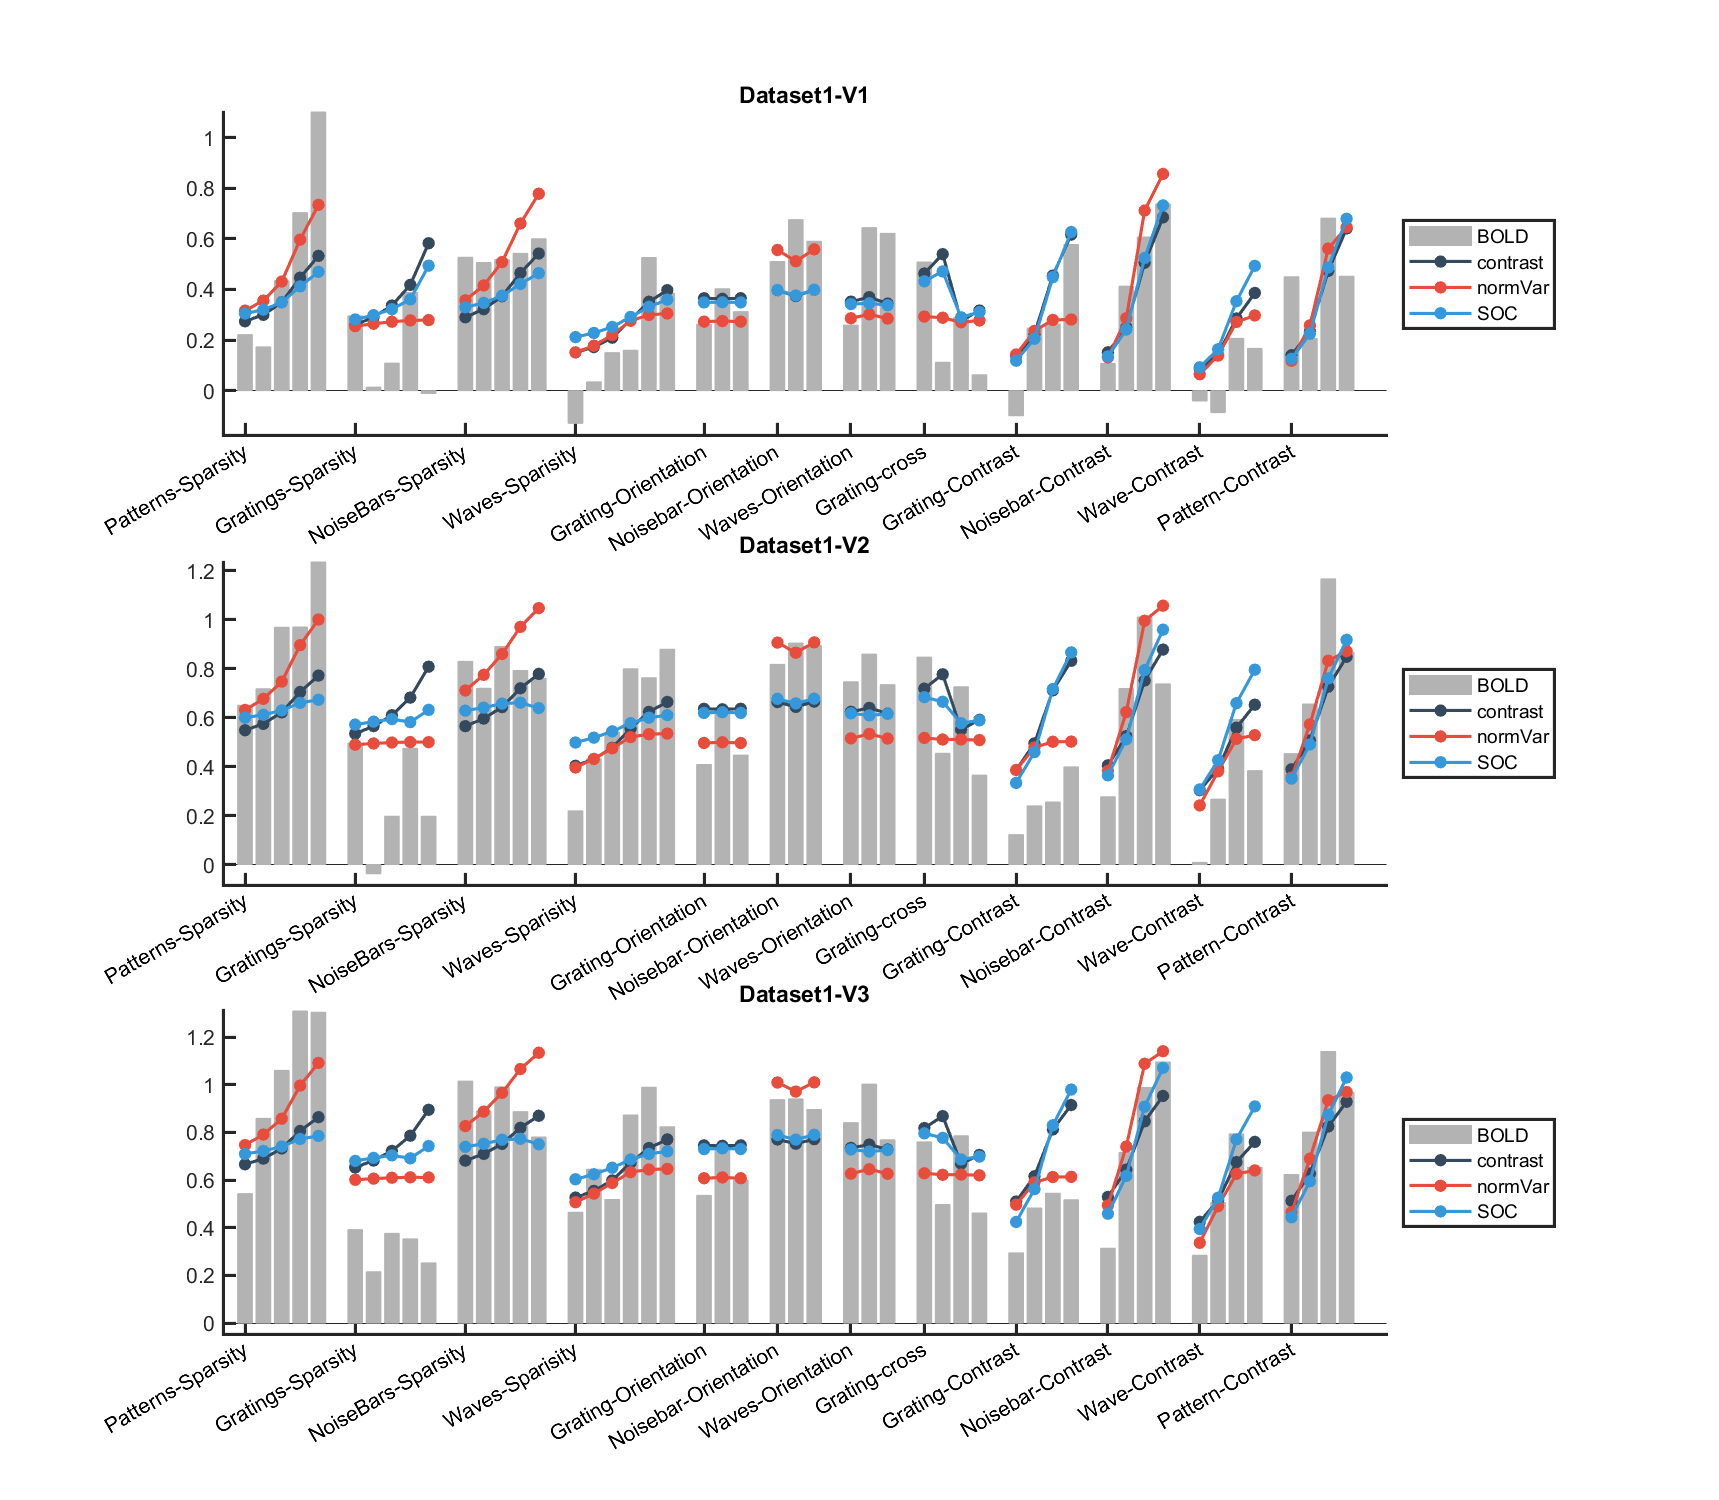 Dataset1-V1
1
0.8
0.6
0.4
0.2
0
Patterns-Sparsity
Gratings-Sparsity
NoiseBars-Sparsity
Waves-Sparisity
Grating-Orientation
Noisebar-Orientation
Waves-Orientation
Grating-cross
Grating-Contrast
Noisebar-Contrast
Wave-Contrast
Pattern-Contrast
BOLD
contrast
normVar
SOC
Dataset1-V2
1.2
1
0.8
0.6
0.4
0.2
0
Patterns-Sparsity
Gratings-Sparsity
NoiseBars-Sparsity
Waves-Sparisity
Grating-Orientation
Noisebar-Orientation
Waves-Orientation
Grating-cross
Grating-Contrast
Noisebar-Contrast
Wave-Contrast
Pattern-Contrast
BOLD
contrast
normVar
SOC
Dataset1-V3
1.2
1
0.8
0.6
0.4
0.2
0
Patterns-Sparsity
Gratings-Sparsity
NoiseBars-Sparsity
Waves-Sparisity
Grating-Orientation
Noisebar-Orientation
Waves-Orientation
Grating-cross
Grating-Contrast
Noisebar-Contrast
Wave-Contrast
Pattern-Contrast
BOLD
contrast
normVar
SOC